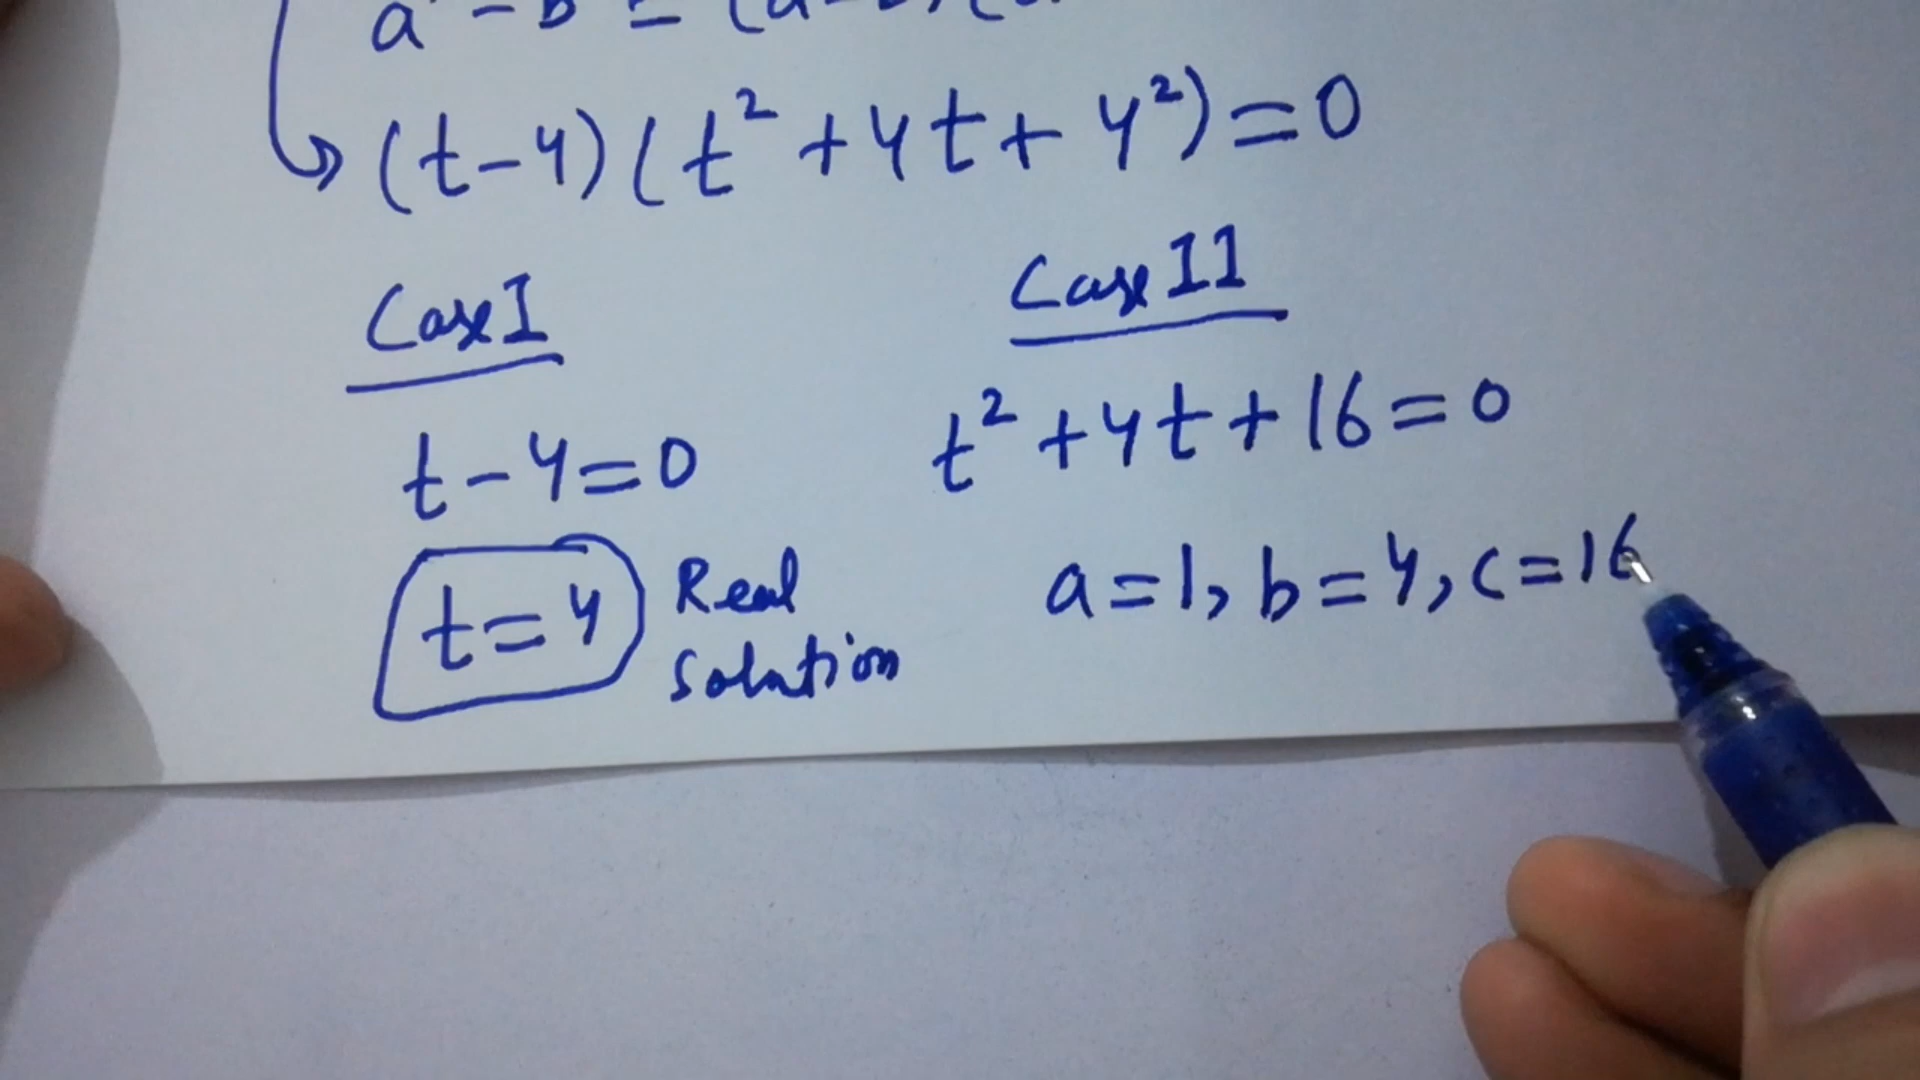 (t-4)(t²+4t+4²)=0
Case I
Case II
t-4=0
t²+4t+16=0
t=4 Real Solution
a=1, b=4, c=16